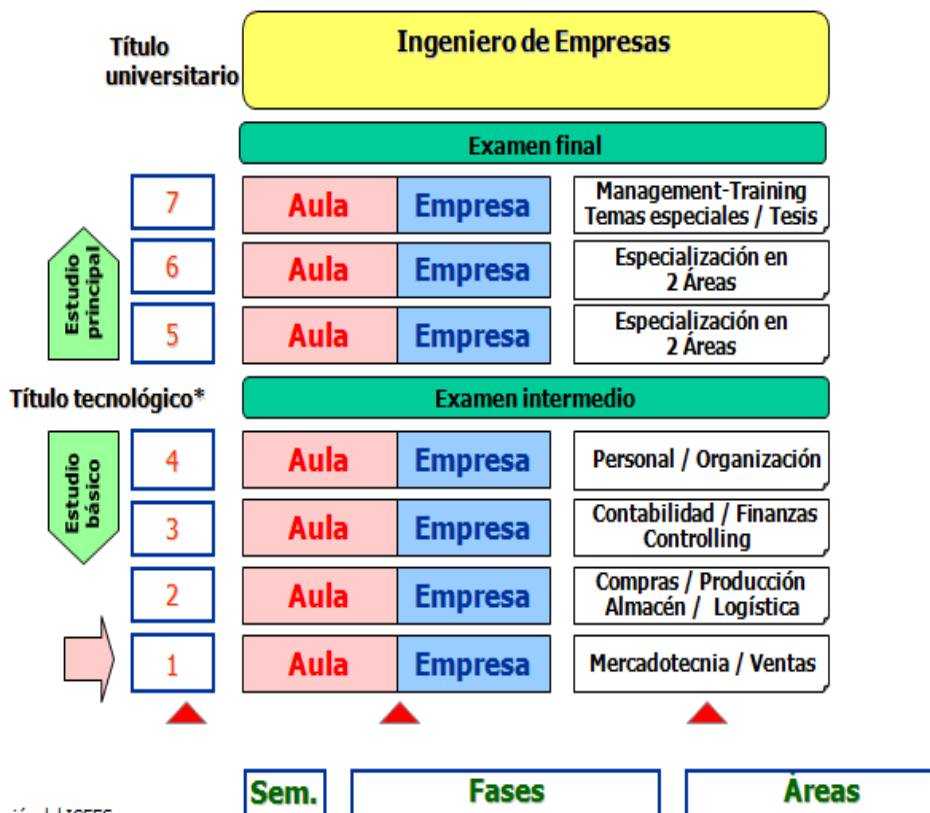 Título
universitario
Ingeniero de Empresas
Examen final
7
Aula
Empresa
Management-Training
Temas especiales / Tesis
Estudio
principal
6
Aula
Empresa
Especialización en
2 Áreas
5
Aula
Empresa
Especialización en
2 Áreas
Título tecnológico*
Examen intermedio
Estudio
básico
4
Aula
Empresa
Personal / Organización
3
Aula
Empresa
Contabilidad / Finanzas
Controlling
2
Aula
Empresa
Compras / Producción
Almacén / Logística
1
Aula
Empresa
Mercadotecnia / Ventas
Sem.
Fases
Áreas